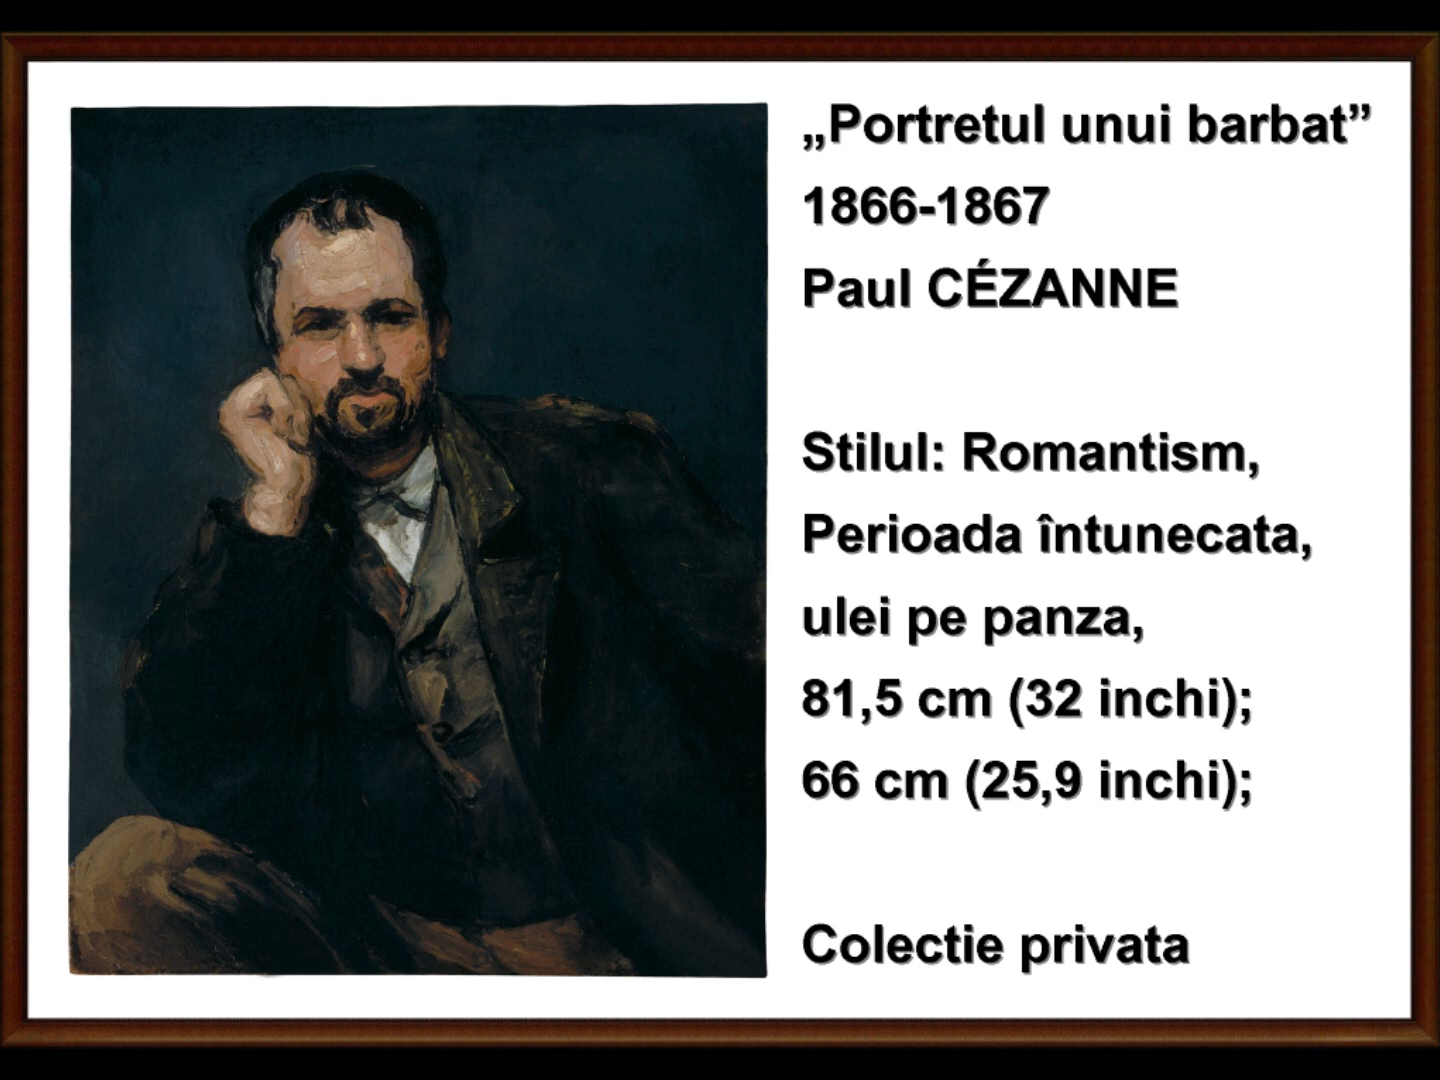 „Portretul unui barbat”
1866-1867
Paul CÉZANNE
Stilul: Romantism,
Perioada întunecata,
ulei pe panza,
81,5 cm (32 inchi);
66 cm (25,9 inchi);
Colectie privata